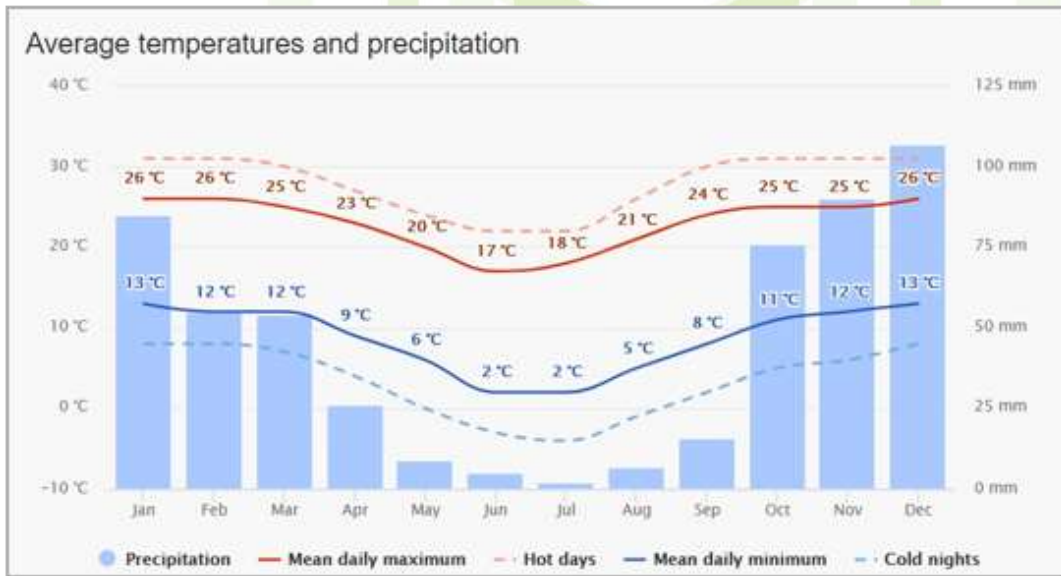 Average temperatures and precipitation
40 °C
125 mm
30 °C
100 mm
26 °C 26 °C 25 °C 23 °C 20 °C 17 °C 18 °C 21 °C 24 °C 25 °C 25 °C 26 °C
20 °C
75 mm
13 °C 12 °C 12 °C 9 °C 6 °C 2 °C 2 °C 5 °C 8 °C 11 °C 12 °C 13 °C
10 °C
50 mm
0 °C
25 mm
-10 °C
0 mm
Jan Feb Mar Apr May Jun Jul Aug Sep Oct Nov Dec
Precipitation Mean daily maximum Hot days Mean daily minimum Cold nights